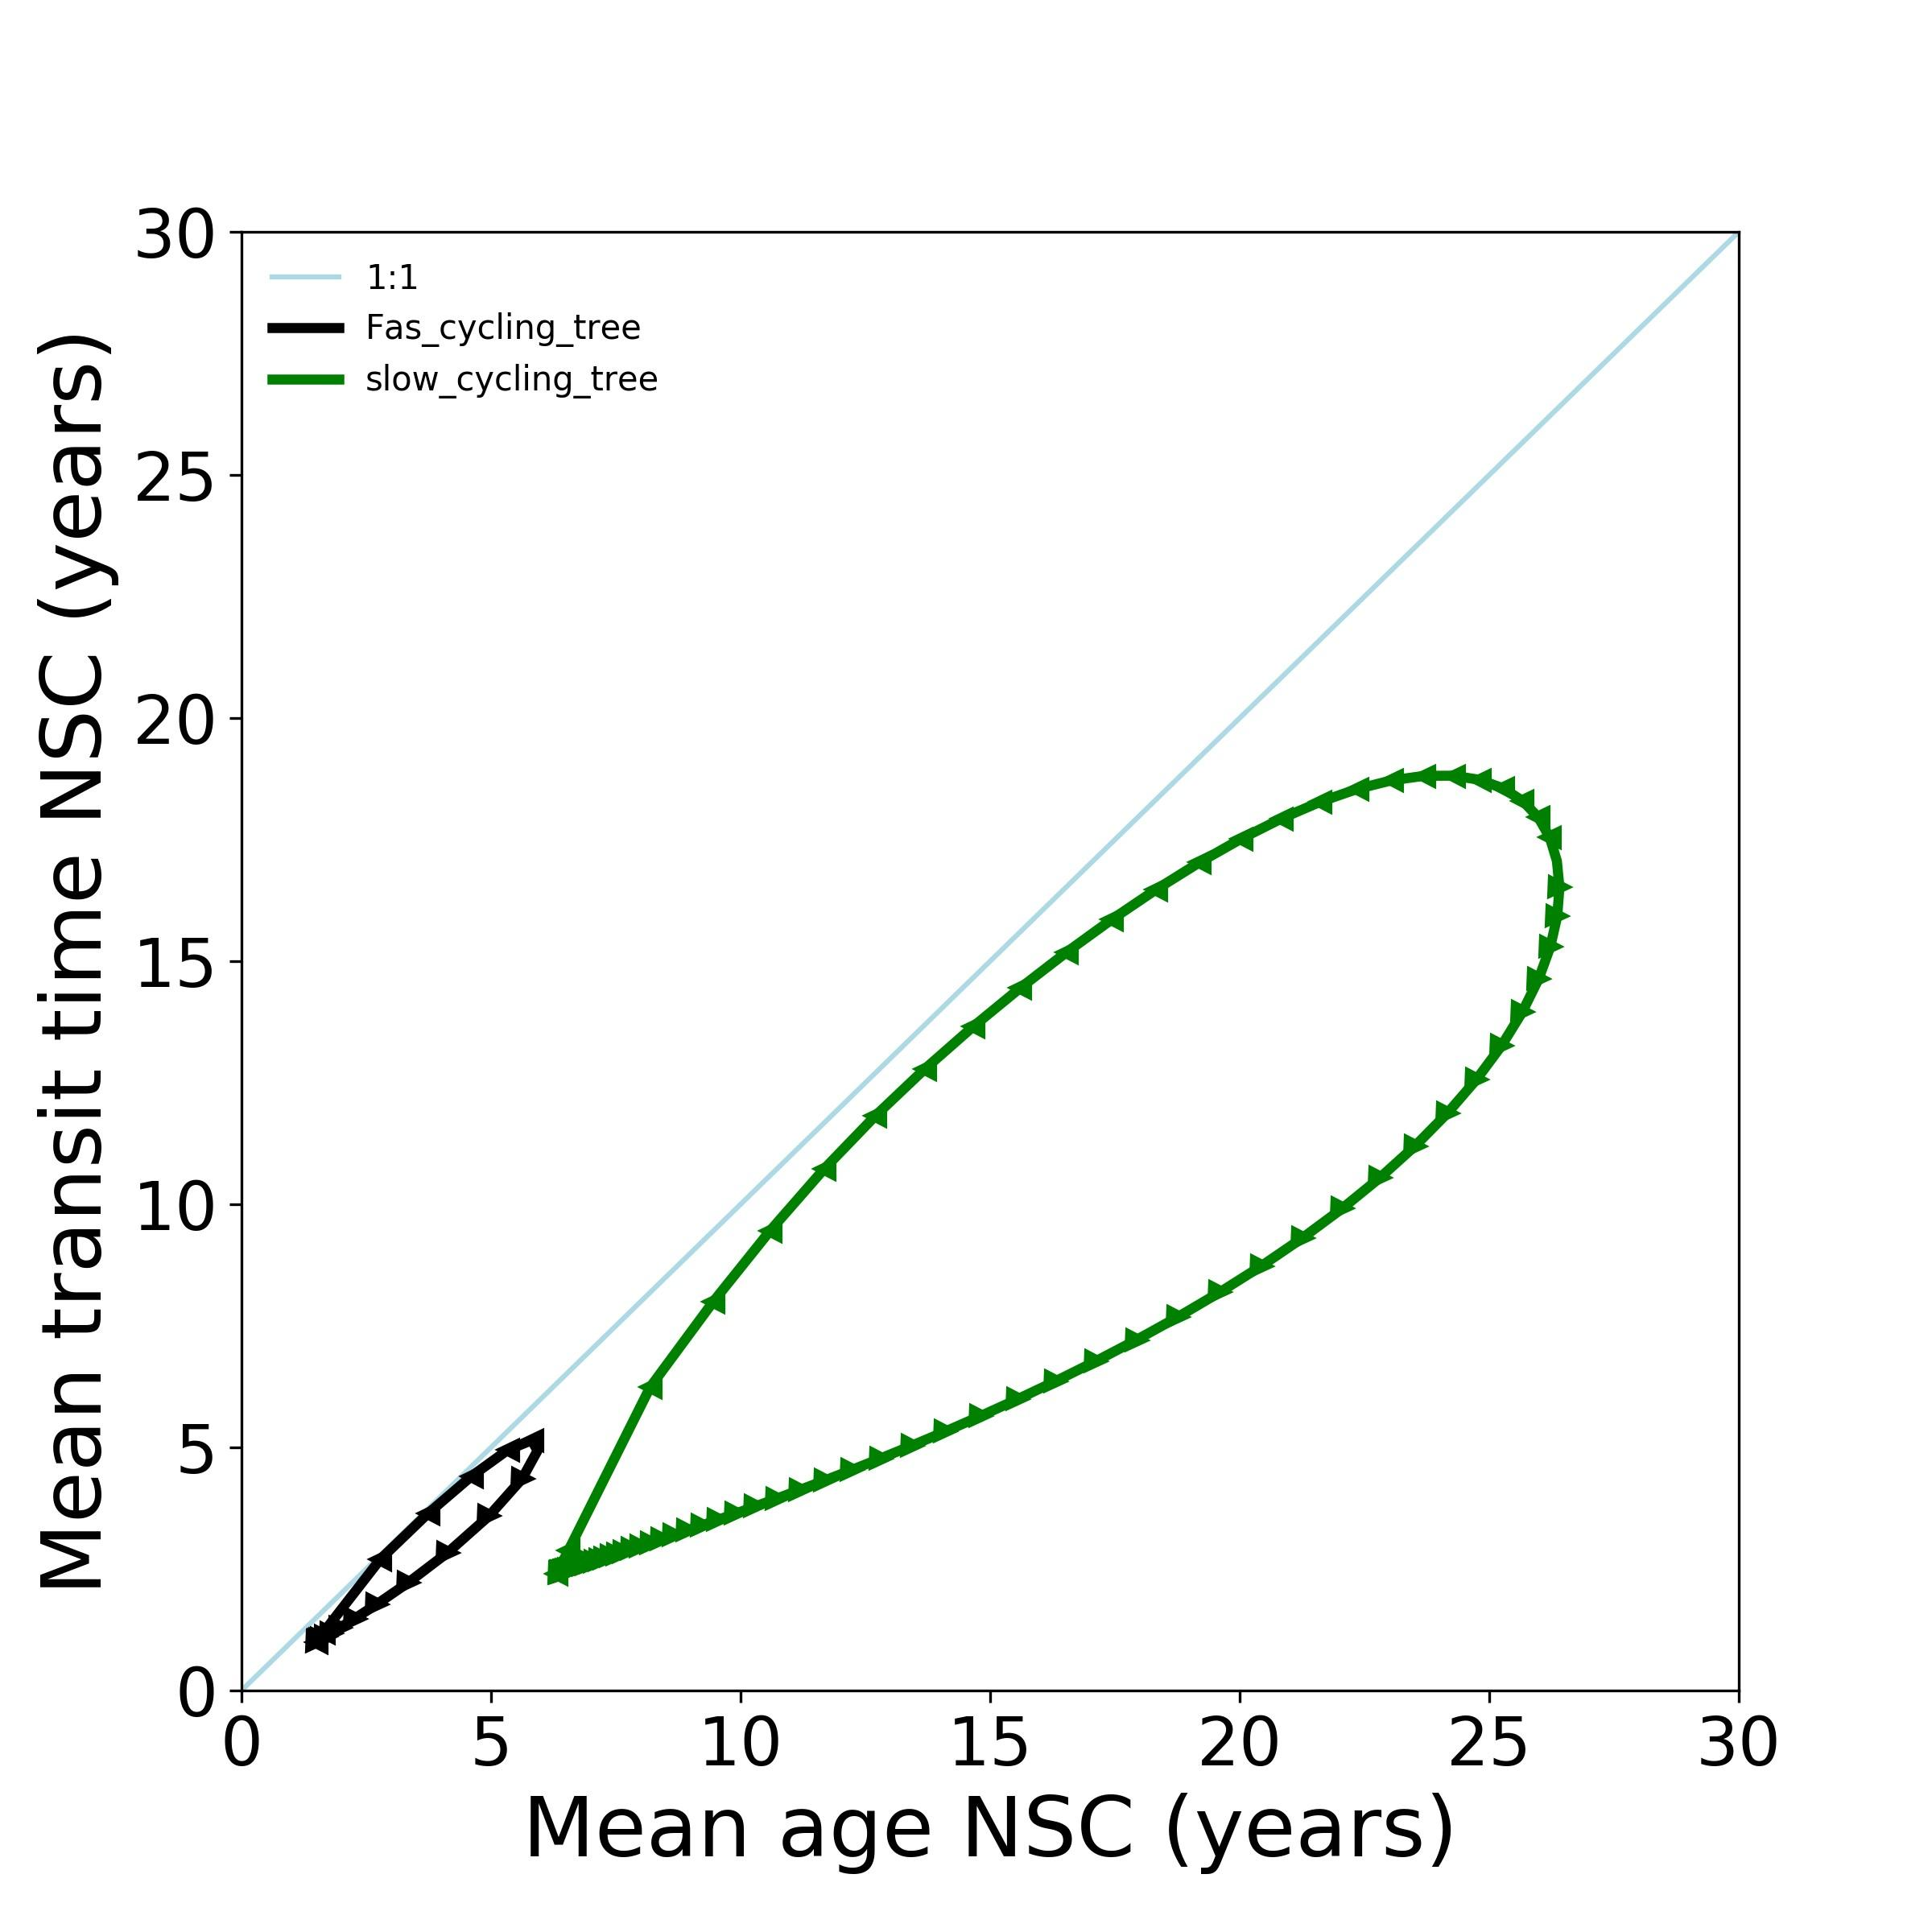 30
25
20
15
10
5
0
1:1
Fas_cycling_tree
slow_cycling_tree
Mean transit time NSC (years)
0 5 10 15 20 25 30
Mean age NSC (years)